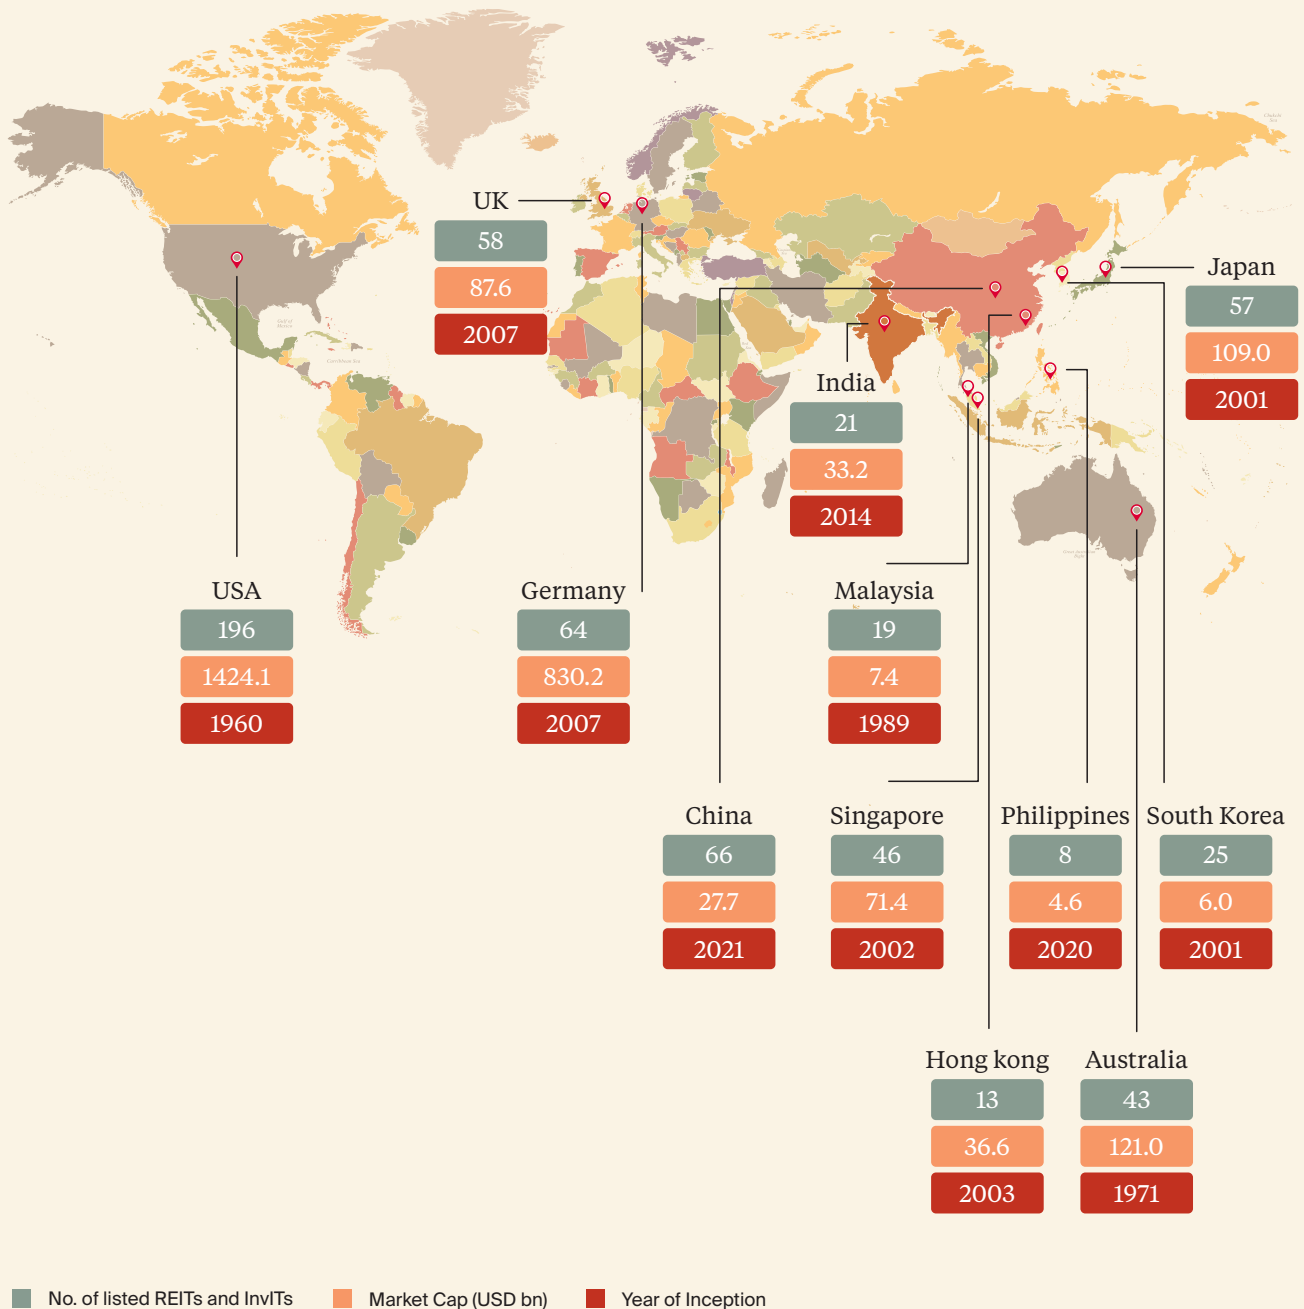 UK
58
87.6
2007
Japan
57
109.0
2001
India
21
33.2
2014
USA
196
1424.1
1960
Germany
64
830.2
2007
Malaysia
19
7.4
1989
China
66
27.7
2021
Singapore
46
71.4
2002
Philippines
8
4.6
2020
South Korea
25
6.0
2001
Hong kong
13
36.6
2003
Australia
43
121.0
1971
No. of listed REITs and InvITs
Market Cap (USD bn)
Year of Inception